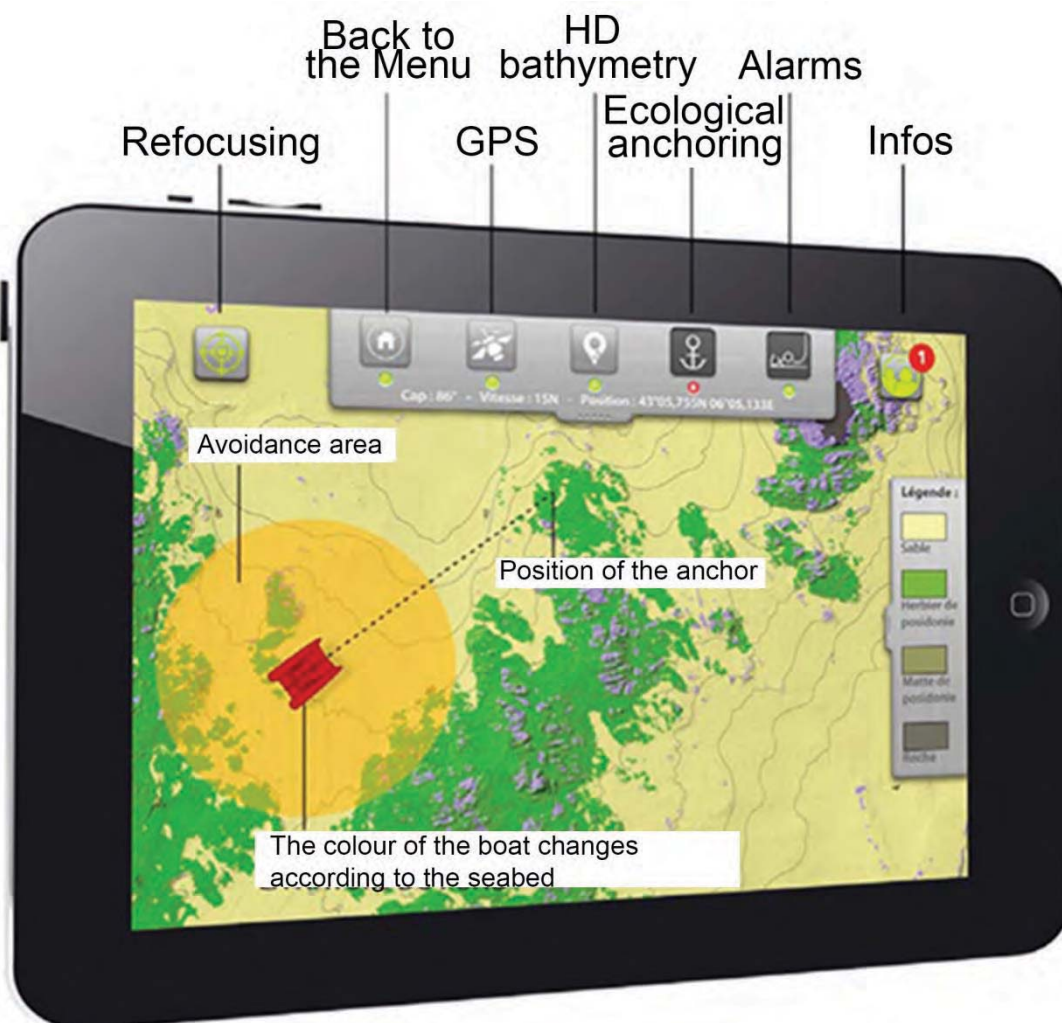 Back to
the Menu
HD
bathymetry
Alarms
Refocusing
GPS
Ecological
anchoring
Infos
1
Cap : 86° - Vitesse : 15N - Position : 43°05,755N 06°05,133E
Avoidance area
Légende :
Sable
Herbier de
posidonie
Matte de
posidonie
Roche
Position of the anchor
The colour of the boat changes
according to the seabed